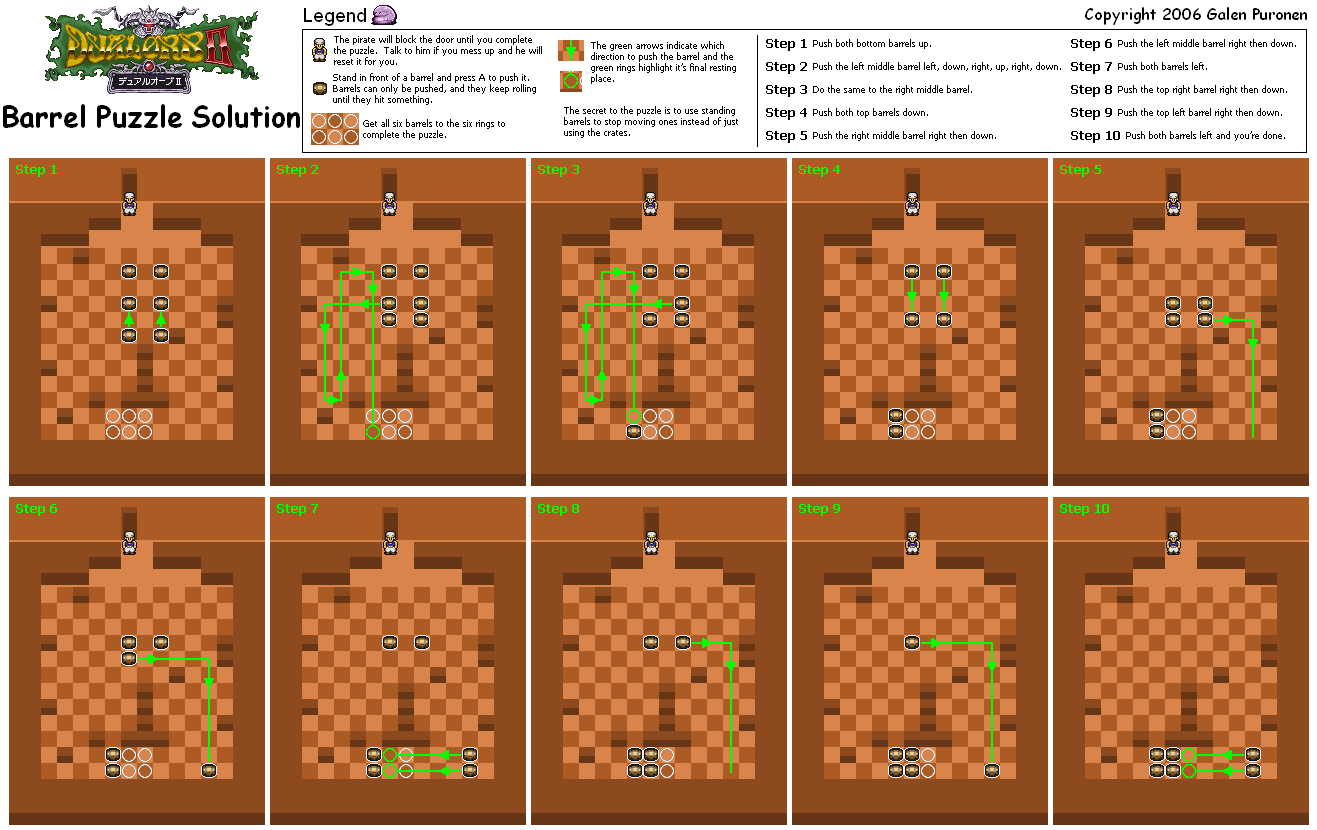 DUAL ORB II
デュアルオーブ II
Barrel Puzzle Solution
Legend
Copyright 2006 Galen Puronen
The pirate will block the door until you complete
the puzzle. Talk to him if you mess up and he will
reset it for you.
Stand in front of a barrel and press A to push it.
Barrels can only be pushed, and they keep rolling
until they hit something.
Get all six barrels to the six rings to
complete the puzzle.
The green arrows indicate which
direction to push the barrel and the
green rings highlight it's final resting
place.
The secret to the puzzle is to use standing
barrels to stop moving ones instead of just
using the crates.
Step 1 Push both bottom barrels up.
Step 2 Push the left middle barrel left, down, right, up, right, down.
Step 3 Do the same to the right middle barrel.
Step 4 Push both top barrels down.
Step 5 Push the right middle barrel right then down.
Step 6 Push the left middle barrel right then down.
Step 7 Push both barrels left.
Step 8 Push the top right barrel right then down.
Step 9 Push the top left barrel right then down.
Step 10 Push both barrels left and you're done.
Step 1
Step 2
Step 3
Step 4
Step 5
Step 6
Step 7
Step 8
Step 9
Step 10